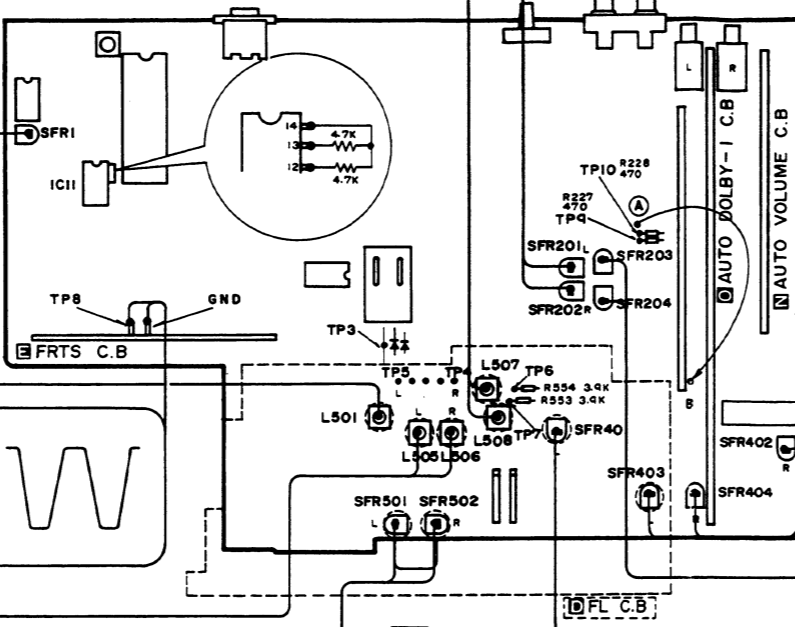 L
R
SFR1
14
4.7K
13
12
4.7K
IC11
TP10
R228
470
R227
470
TP9
A
SFR201 L
SFR203
SFR202 R
SFR204
O AUTO DOLBY-1 C.B
N AUTO VOLUME C.B
TP8
GND
TP3
E FRTS C.B
TP5
TP4
L507
TP6
L
R
R554 3.9K
R553 3.9K
B
L501
L
R
L508
TP7
SFR40
L505
L506
SFR402
R
SFR403
SFR404
SFR501
SFR502
L
R
L
R
D FL C.B